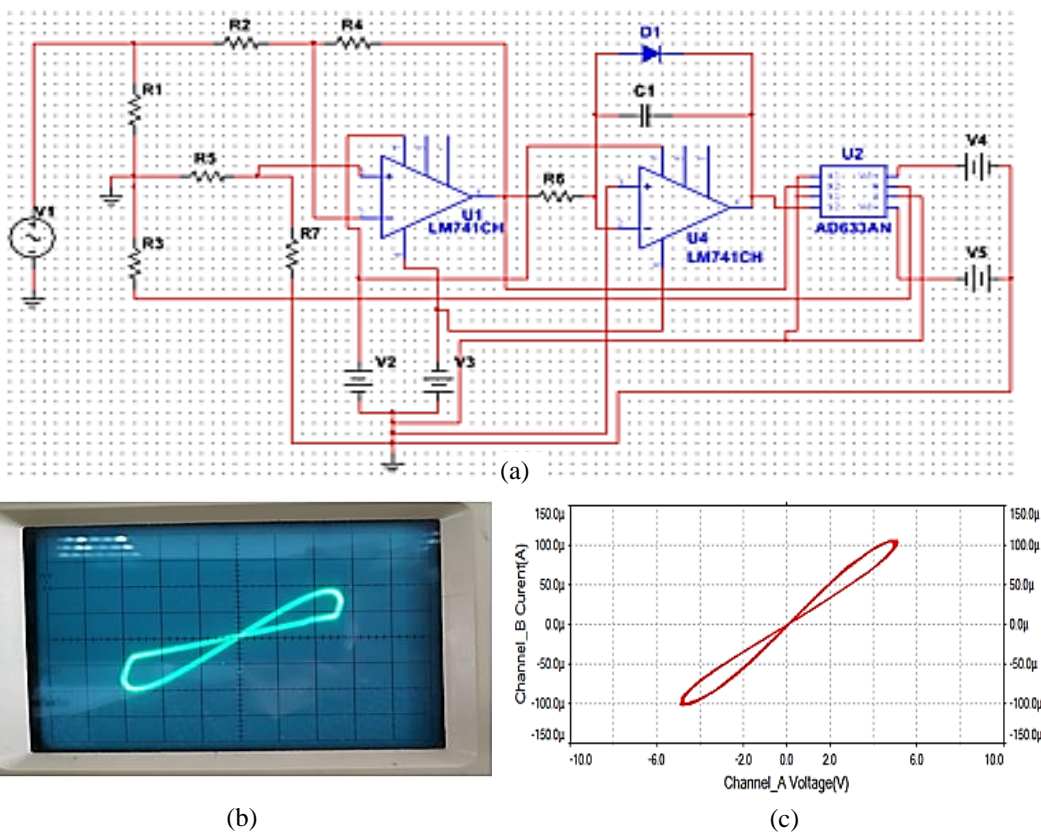 R2
R4
D1
R1
C1
R5
U2
V4
R6
V1
U1
LM741CH
AD633AN
R3
R7
U4
LM741CH
V5
V2
V3
(a)
150.0µ
100.0µ
50.0µ
0.0µ
-50.0µ
-100.0µ
-150.0µ
Channel_B Curent(A)
150.0µ
100.0µ
50.0µ
0.0µ
-50.0µ
-100.0µ
-150.0µ
-10.0 -6.0 -2.0 0.0 2.0 6.0 10.0
Channel_A Voltage(V)
(b)
(c)